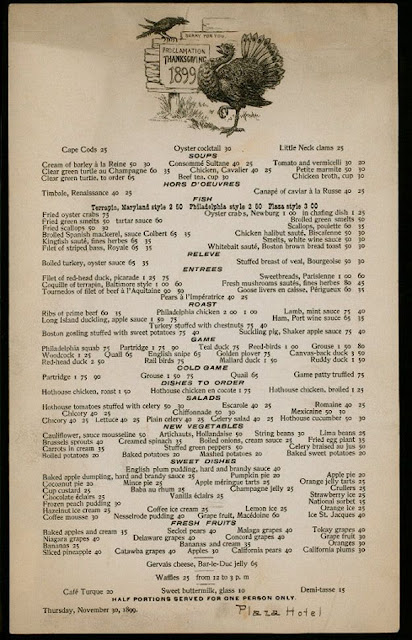 SORRY FOR YOU
PROCLAMATION
THANKSGIVING
1899
Cape Cods 25 Oyster cocktail 30 Little Neck clams 25
SOUPS
Cream of barley à la Reine 50 30 Consommé Sultane 40 25 Tomato and vermicelli 30 20
Clear green turtle au Champagne 60 35 Chicken, Cavalier 40 25 Petite marmite 50 30
Clear green turtle, to order 65 Beef tea, cup 30 Chicken broth, cup 30
HORS D'OEUVRES
Timbale, Renaissance 40 25 Canapé of caviar à la Russe 40 25
FISH
Terrapin, Maryland style 2 50 Philadelphia style 2 50 Plaza style 3 00
Fried oyster crabs 75 Oyster crabs, Newburg 1 00 in chafing dish 1 25
Fried green smelts 50 tartar sauce 60 Broiled green smelts 50
Fried scallops 50 30 Scallops, poulette 60 35
Broiled Spanish mackerel, sauce Colbert 65 35 Chicken halibut sauté, Biscaïenne 50 30
Kingfish sauté, fines herbes 65 35 Smelts, white wine sauce 50 30
Filet of striped bass, Royale 65 35 Whitebait sauté, Boston brown bread toast 50 30
RELEVE
Boiled turkey, oyster sauce 65 35 Stuffed breast of veal, Bourgeoise 50 30
ENTREES
Filet of red-head duck, picarade 1 25 75 Sweetbreads, Parisienne 1 00 60
Coquille of terrapin, Baltimore style 1 00 60 Fresh mushrooms sautés, fines herbes 80 45
Tournedos of filet of beef à l'Aquitaine 90 50 Goose livers en caisse, Périgueux 60 35
Pears à l'Impératrice 40 25
ROAST
Ribs of prime beef 60 35 Philadelphia chicken 2 00 1 00 Lamb, mint sauce 75 40
Long Island duckling, apple sauce 1 50 75 Ham, Port wine sauce 65 35
Turkey stuffed with chestnuts 75 40
Boston gosling stuffed with sweet potatoes 75 40 Suckling pig, Shaker apple sauce 75 40
GAME
Philadelphia squab 75 Partridge 1 75 90 Teal duck 75 Reed-birds 1 00 Grouse 1 50 80
Woodcock 1 25 Quail 65 English snipe 65 Golden plover 75 Canvas-back duck 3 50
Red-head duck 2 50 Rail birds 75 Mallard duck 1 50 Ruddy duck 1 50
COLD GAME
Partridge 1 75 90 Grouse 1 50 75 Quail 65 Game patty truffled 75
DISHES TO ORDER
Hothouse chicken, roast 1 50 Hothouse chicken en cocote 1 75 Hothouse chicken, broiled 1 25
SALADS
Hothouse tomatoes stuffed with celery 50 30 Escarole 40 25 Romaine 40 25
Chicory 40 25 Chiffonnade 50 30 Mexicaine 50 30
Chicory 40 25 Lettuce 40 25 Plain celery 40 25 Celery salad 40 25 Hothouse cucumber 50 30
NEW VEGETABLES
Cauliflower, sauce mousseline 50 Artichauts, Hollandaise 50 String beans 30 Lima beans 25
Brussels sprouts 40 Creamed spinach 35 Boiled onions, cream sauce 25 Fried egg plant 35
Carrots in cream 35 Stuffed green peppers 50 Celery braised au jus 50
Boiled potatoes 20 Baked potatoes 20 Mashed potatoes 20 Baked sweet potatoes 20
SWEET DISHES
English plum pudding, hard and brandy sauce 40
Baked apple dumpling, hard and brandy sauce 25 Pumpkin pie 20 Apple pie 20
Cocoanut pie 20 Mince pie 25 Apple méringue tarts 25 Orange jelly tarts 25
Cup custard 25 Baba au rhum 25 Champagne jelly 25 Crullers 25
Chocolate éclairs 25 Vanilla éclairs 25 Strawberry ice 25
Frozen peach pudding 30 National sorbet 35
Hazelnut ice cream 25 Coffee ice cream 25 Lemon ice 25 Orange ice 25
Coffee mousse 30 Nesselrode pudding 40 Grape fruit, Macédoine 60 Ice St. Jacques 40
FRESH FRUITS
Baked apples and cream 35 Seckel pears 40 Malaga grapes 40 Tokay grapes 40
Niagara grapes 40 Delaware grapes 40 Concord grapes 40 Grape fruit 30
Bananas 25 Bananas and cream 35 Oranges 30
Sliced pineapple 40 Catawba grapes 40 Apples 30 California pears 40 California plums 30
Gervais cheese, Bar-le-Duc jelly 65
Waffles 25 from 12 to 3 p. m
Café Turque 20 Sweet buttermilk, glass 10 Demi-tasse 15
HALF PORTIONS SERVED FOR ONE PERSON ONLY.
Thursday, November 30, 1899. Plaza Hotel